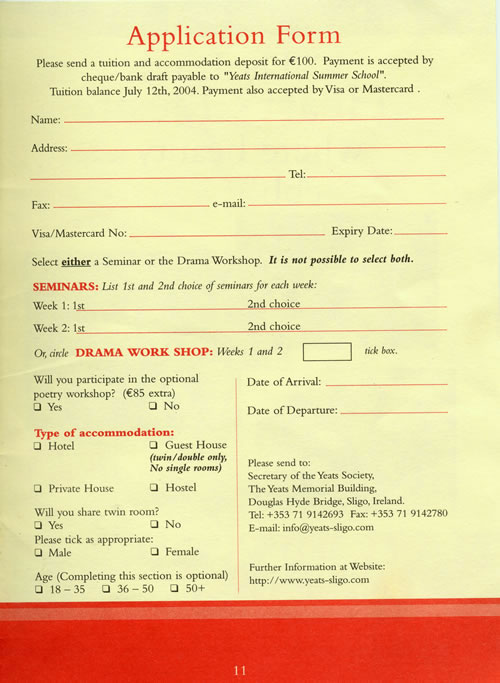 Application Form
Please send a tuition and accommodation deposit for €100. Payment is accepted by
cheque/bank draft payable to "Yeats International Summer School".
Tuition balance July 12th, 2004. Payment also accepted by Visa or Mastercard .
Name:
Address:
Tel:
Fax: e-mail:
Visa/Mastercard No: Expiry Date:
Select either a Seminar or the Drama Workshop. It is not possible to select both.
SEMINARS: List 1st and 2nd choice of seminars for each week:
Week 1: 1st 2nd choice
Week 2: 1st 2nd choice
Or, circle DRAMA WORK SHOP: Weeks 1 and 2 tick box.
Will you participate in the optional
poetry workshop? (€85 extra)
❑ Yes ❑ No
Type of accommodation:
❑ Hotel ❑ Guest House
(twin/double only,
No single rooms)
❑ Private House ❑ Hostel
Will you share twin room?
❑ Yes ❑ No
Please tick as appropriate:
❑ Male ❑ Female
Age (Completing this section is optional)
❑ 18 – 35 ❑ 36 – 50 ❑ 50+
Date of Arrival:
Date of Departure:
Please send to:
Secretary of the Yeats Society,
The Yeats Memorial Building,
Douglas Hyde Bridge, Sligo, Ireland.
Tel: +353 71 9142693 Fax: +353 71 9142780
E-mail: info@yeats-sligo.com
Further Information at Website:
http://www.yeats-sligo.com
11